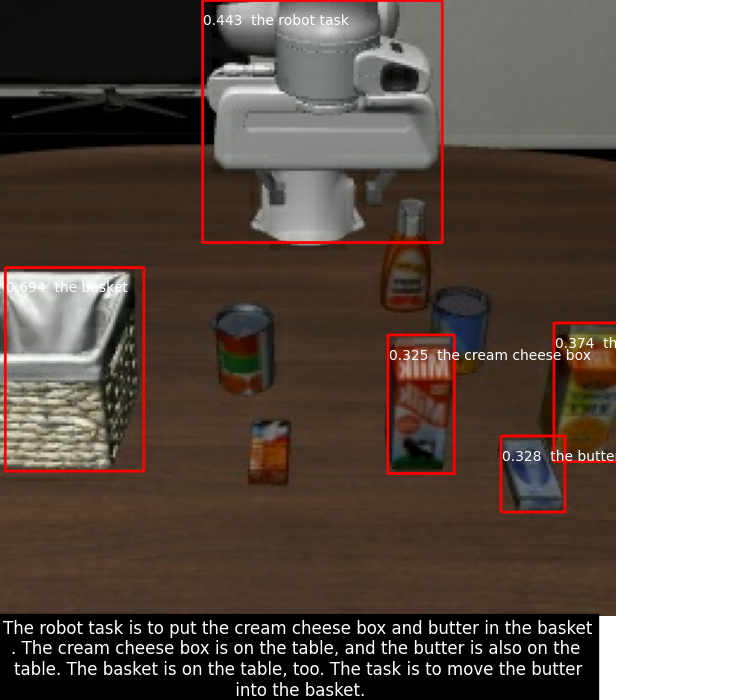 0.443 the robot task
0.694 the basket
0.325 the cream cheese box
0.374 th
0.328 the butte
Milk
Milk
The robot task is to put the cream cheese box and butter in the basket
. The cream cheese box is on the table, and the butter is also on the
table. The basket is on the table, too. The task is to move the butter
into the basket.